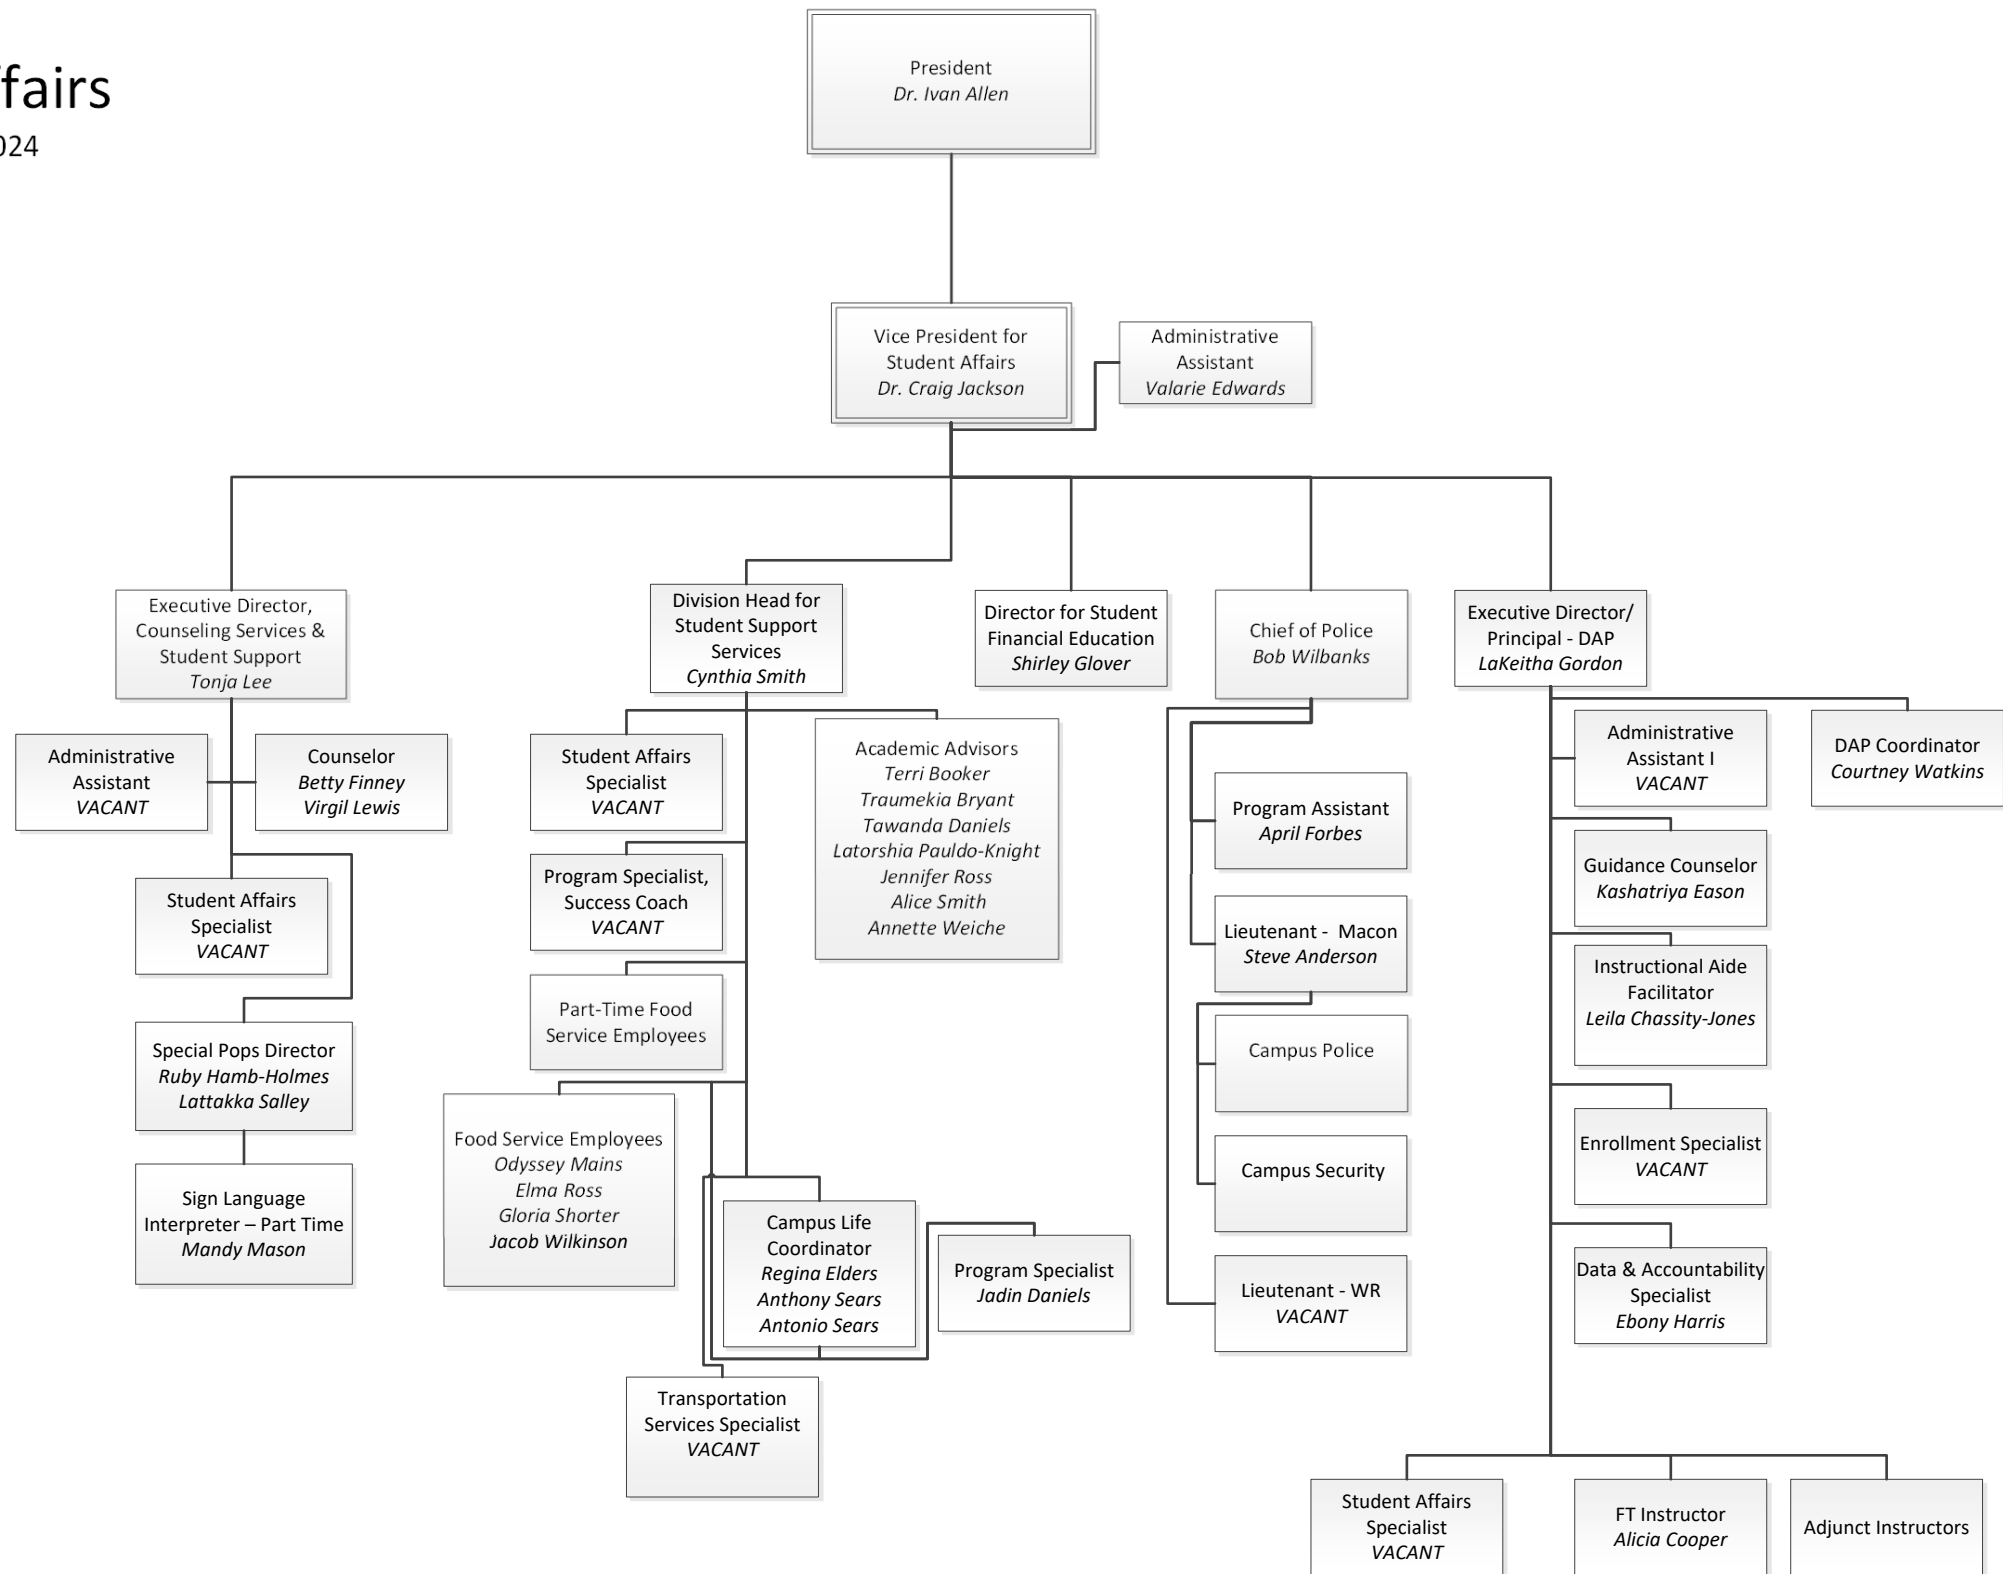 ffairs
024
President
Dr. Ivan Allen
Vice President for
Student Affairs
Dr. Craig Jackson
Administrative
Assistant
Valarie Edwards
Executive Director,
Counseling Services &
Student Support
Tonja Lee
Division Head for
Student Support
Services
Cynthia Smith
Director for Student
Financial Education
Shirley Glover
Chief of Police
Bob Wilbanks
Executive Director/
Principal - DAP
LaKeitha Gordon
Administrative
Assistant
VACANT
Counselor
Betty Finney
Virgil Lewis
Student Affairs
Specialist
VACANT
Special Pops Director
Ruby Hamb-Holmes
Lattakka Salley
Sign Language
Interpreter – Part Time
Mandy Mason
Student Affairs
Specialist
VACANT
Academic Advisors
Terri Booker
Traumekia Bryant
Tawanda Daniels
Latorshia Pauldo-Knight
Jennifer Ross
Alice Smith
Annette Weiche
Program Specialist,
Success Coach
VACANT
Part-Time Food
Service Employees
Food Service Employees
Odyssey Mains
Elma Ross
Gloria Shorter
Jacob Wilkinson
Campus Life
Coordinator
Regina Elders
Anthony Sears
Antonio Sears
Program Specialist
Jadin Daniels
Transportation
Services Specialist
VACANT
Program Assistant
April Forbes
Lieutenant - Macon
Steve Anderson
Campus Police
Campus Security
Lieutenant - WR
VACANT
Administrative
Assistant I
VACANT
DAP Coordinator
Courtney Watkins
Guidance Counselor
Kashatriya Eason
Instructional Aide
Facilitator
Leila Chassity-Jones
Enrollment Specialist
VACANT
Data & Accountability
Specialist
Ebony Harris
Student Affairs
Specialist
VACANT
FT Instructor
Alicia Cooper
Adjunct Instructors